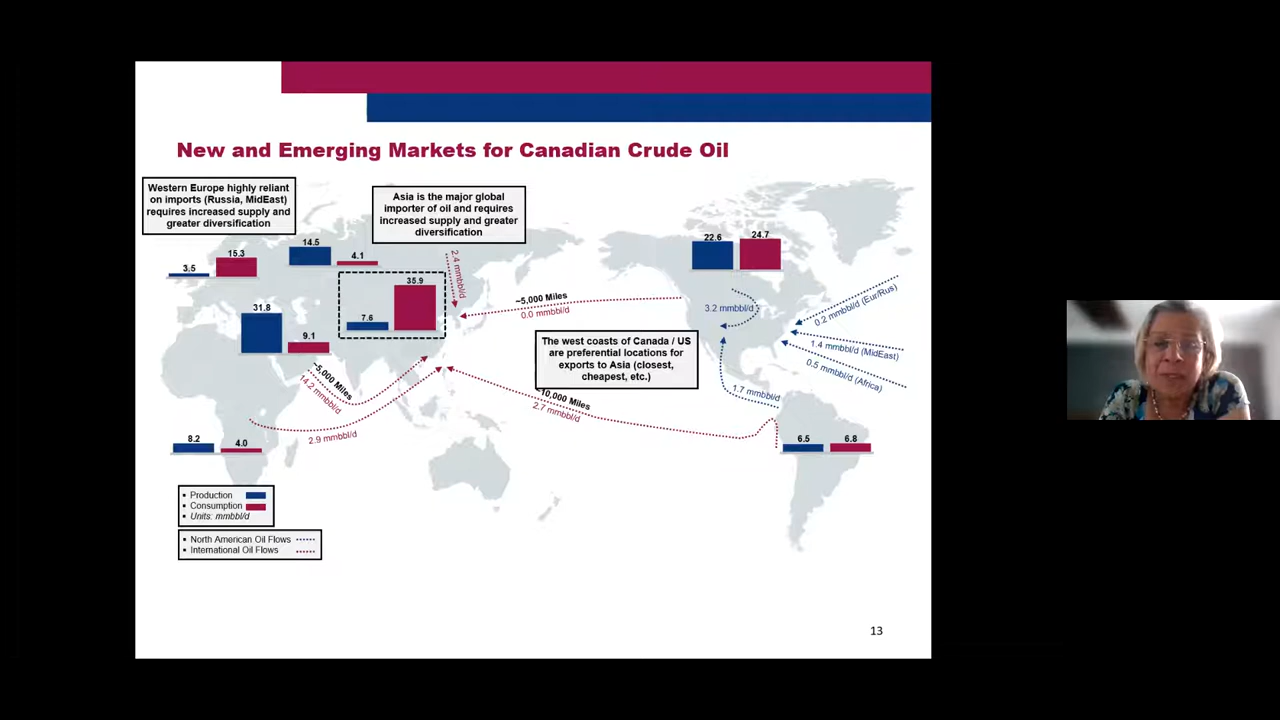 New and Emerging Markets for Canadian Crude Oil
Western Europe highly reliant
on imports (Russia, MidEast)
requires increased supply and
greater diversification
Asia is the major global
importer of oil and requires
increased supply and greater
diversification
3.5
15.3
14.5
4.1
2.4 mmbbl/d
22.6
24.7
7.6
35.9
~5,000 Miles
0.0 mmbbl/d
3.2 mmbbl/d
0.2 mmbbl/d (Eur/Rus)
1.4 mmbbl/d (MidEast)
0.5 mmbbl/d (Africa)
31.8
9.1
The west coasts of Canada / US
are preferential locations for
exports to Asia (closest,
cheapest, etc.)
~5,000 Miles
14.2 mmbbl/d
~10,000 Miles
2.7 mmbbl/d
1.7 mmbbl/d
8.2
4.0
2.9 mmbbl/d
6.5
6.8
▪ Production
▪ Consumption
▪ Units: mmbbl/d
▪ North American Oil Flows
▪ International Oil Flows
13